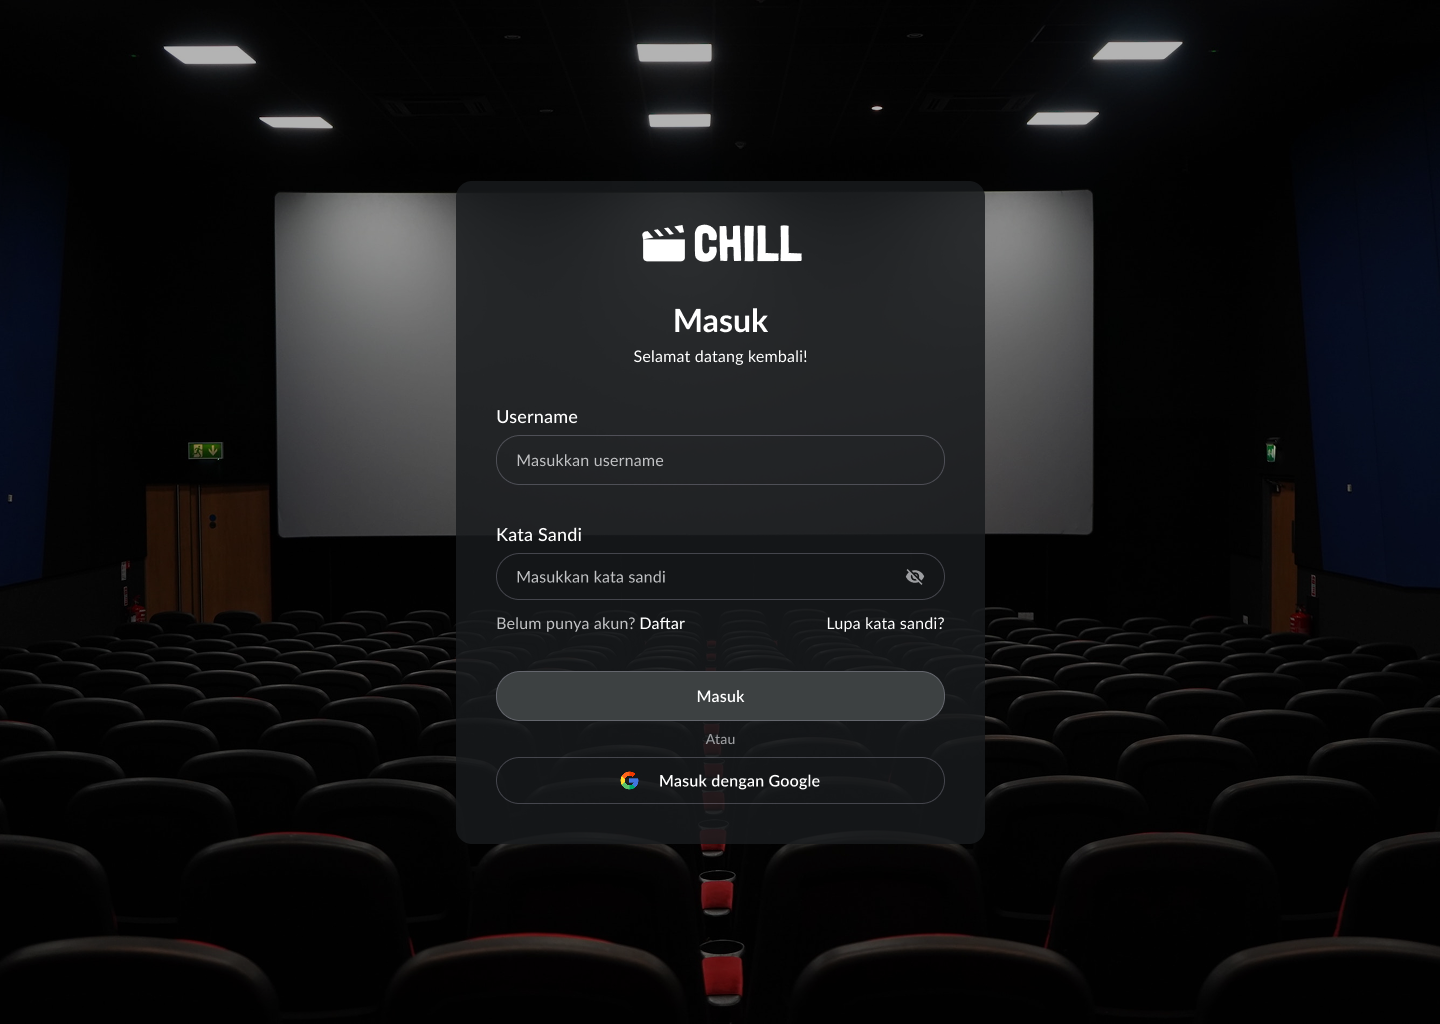 CHILL
Masuk
Selamat datang kembali!
Username
Masukkan username
Kata Sandi
Masukkan kata sandi
Belum punya akun? Daftar
Lupa kata sandi?
Masuk
Atau
Masuk dengan Google